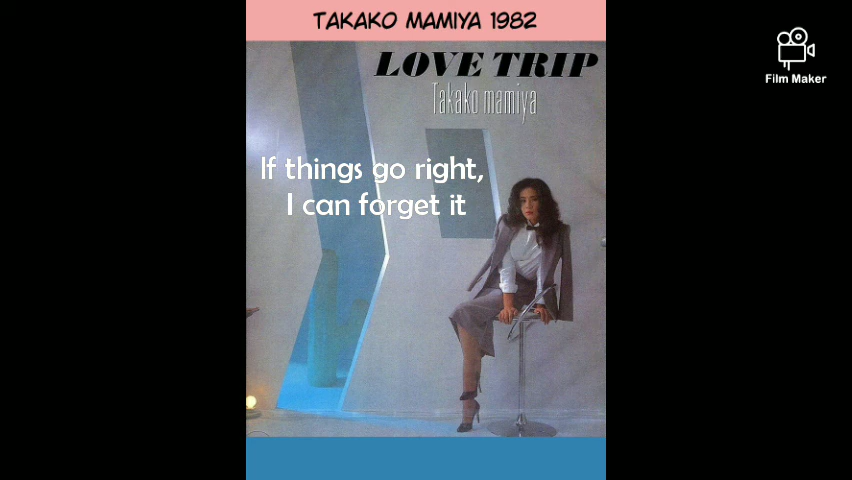 TAKAKO MAMIYA 1982
LOVE TRIP
Takako mamiya
If things go right,
I can forget it
Film Maker